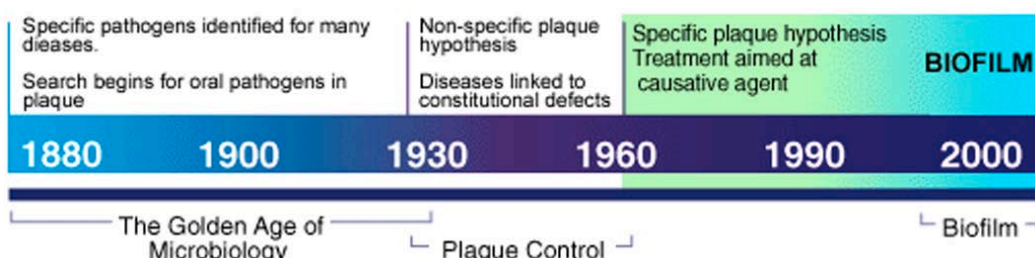 Specific pathogens identified for many
dieases.
Search begins for oral pathogens in
plaque
Non-specific plaque
hypothesis
Diseases linked to
constitutional defects
Specific plaque hypothesis
Treatment aimed at
causative agent
BIOFILM
1880 1900 1930 1960 1990 2000
The Golden Age of
Microbiology
Plaque Control
Biofilm